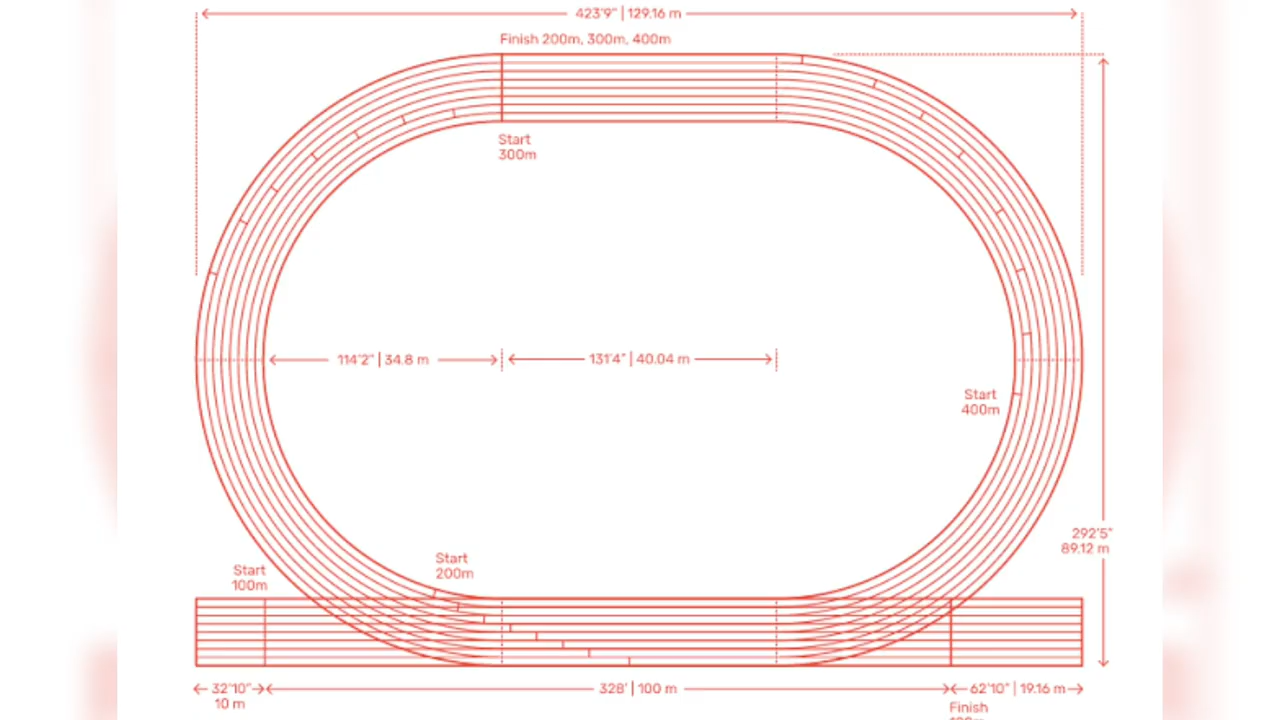 423'9" | 129.16 m
Finish 200m, 300m, 400m
Start
300m
114'2" | 34.8 m
131'4" | 40.04 m
Start
400m
292'5"
89.12 m
Start
200m
Start
100m
32'10"
10 m
328' | 100 m
62'10" | 19.16 m
Finish